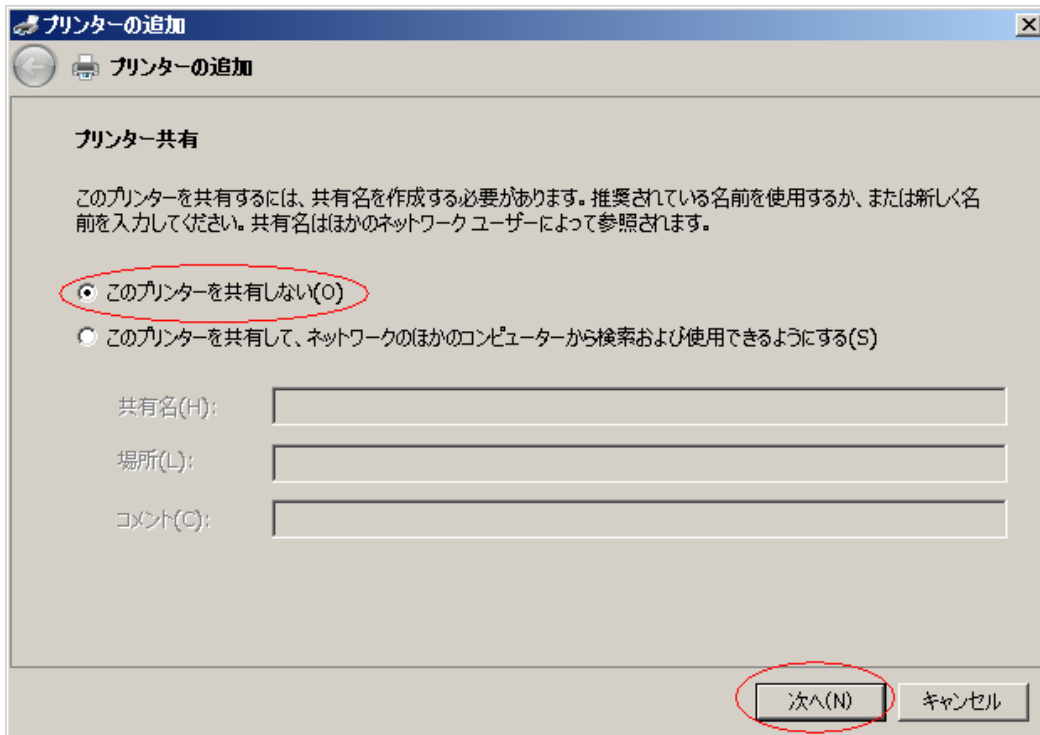 プリンターの追加
プリンターの追加
プリンター共有
このプリンターを共有するには、共有名を作成する必要があります。推奨されている名前を使用するか、または新しく名
前を入力してください。共有名はほかのネットワーク ユーザーによって参照されます。
このプリンターを共有しない(O)
このプリンターを共有して、ネットワークのほかのコンピューターから検索および使用できるようにする(S)
共有名(H):
場所(L):
コメント(C):
次へ(N)
キャンセル